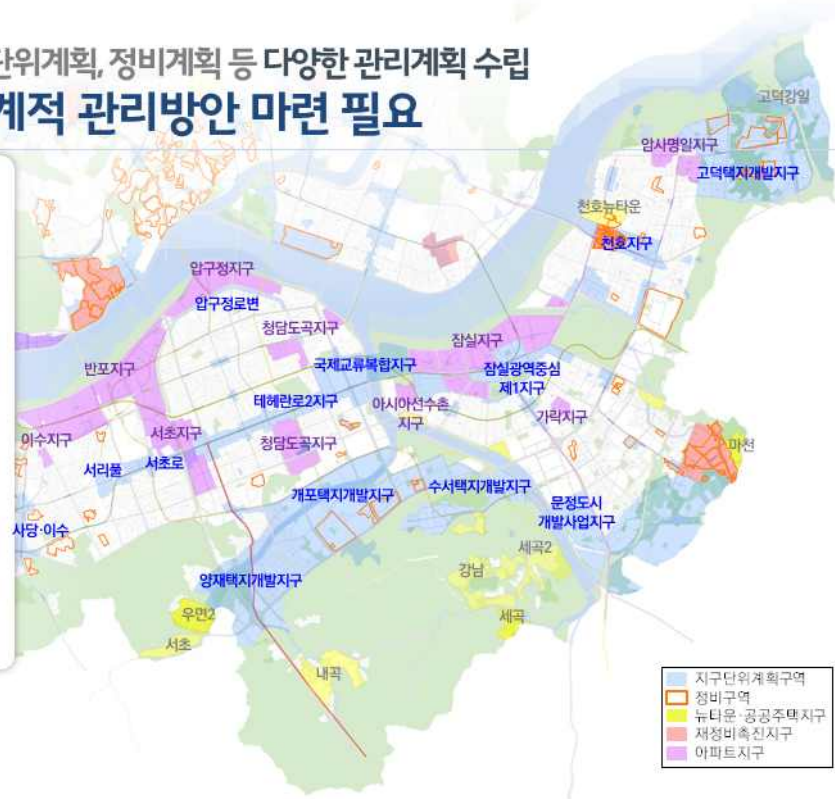 단위계획, 정비계획 등 다양한 관리계획 수립
계적 관리방안 마련 필요
고덕강일
암사명일지구
고덕택지개발지구
천호뉴타운
천호지구
압구정지구
압구정로변
청담도곡지구
잠실지구
반포지구
국제교류복합지구
잠실광역중심
제1지구
테헤란로2지구
아시아선수촌
지구
가락지구
이수지구
서초지구
청담도곡지구
마천
서리풀
서초로
개포택지개발지구
수서택지개발지구
문정도시
개발사업지구
사당·이수
세곡2
양재택지개발지구
강남
우면2
세곡
서초
내곡
지구단위계획구역
정비구역
뉴타운·공공주택지구
재정비촉진지구
아파트지구